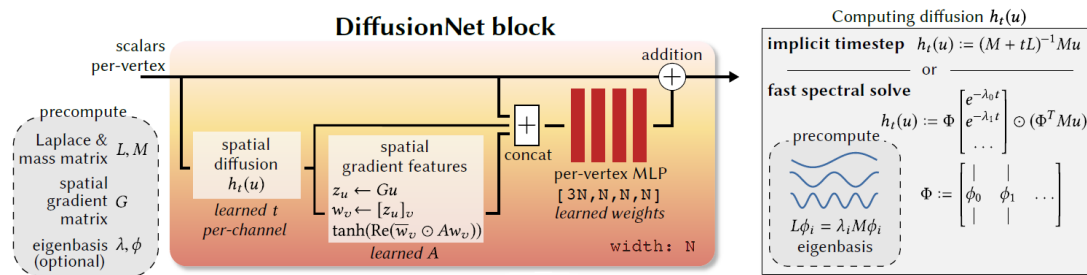 DiffusionNet block
scalars
per-vertex
addition
precompute
Laplace &
mass matrix
L, M
spatial
gradient
matrix
G
eigenbasis
(optional)
λ, ϕ
spatial
diffusion
h_t(u)
learned t
per-channel
spatial
gradient features
z_u ← Gu
w_v ← [z_u]_v
tanh(Re(w̅_v ⊙ Aw_v))
learned A
+
concat
+
per-vertex MLP
[3N,N,N,N]
learned weights
width: N
Computing diffusion h_t(u)
implicit timestep h_t(u) := (M + tL)^{-1}Mu
or
fast spectral solve
h_t(u) := Φ [e^{-λ_0 t} e^{-λ_1 t} ...] ⊙ (Φ^T Mu)
precompute
Lϕ_i = λ_i Mϕ_i
eigenbasis
Φ := [| | ϕ_0 ϕ_1 ... | |]